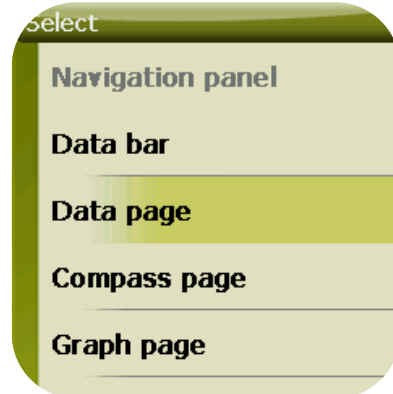 Select
Navigation panel
Data bar
Data page
Compass page
Graph page